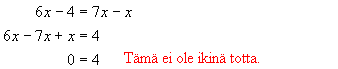 6x − 4 = 7x − x
6x − 7x + x = 4
0 = 4 Tämä ei ole ikinä totta.